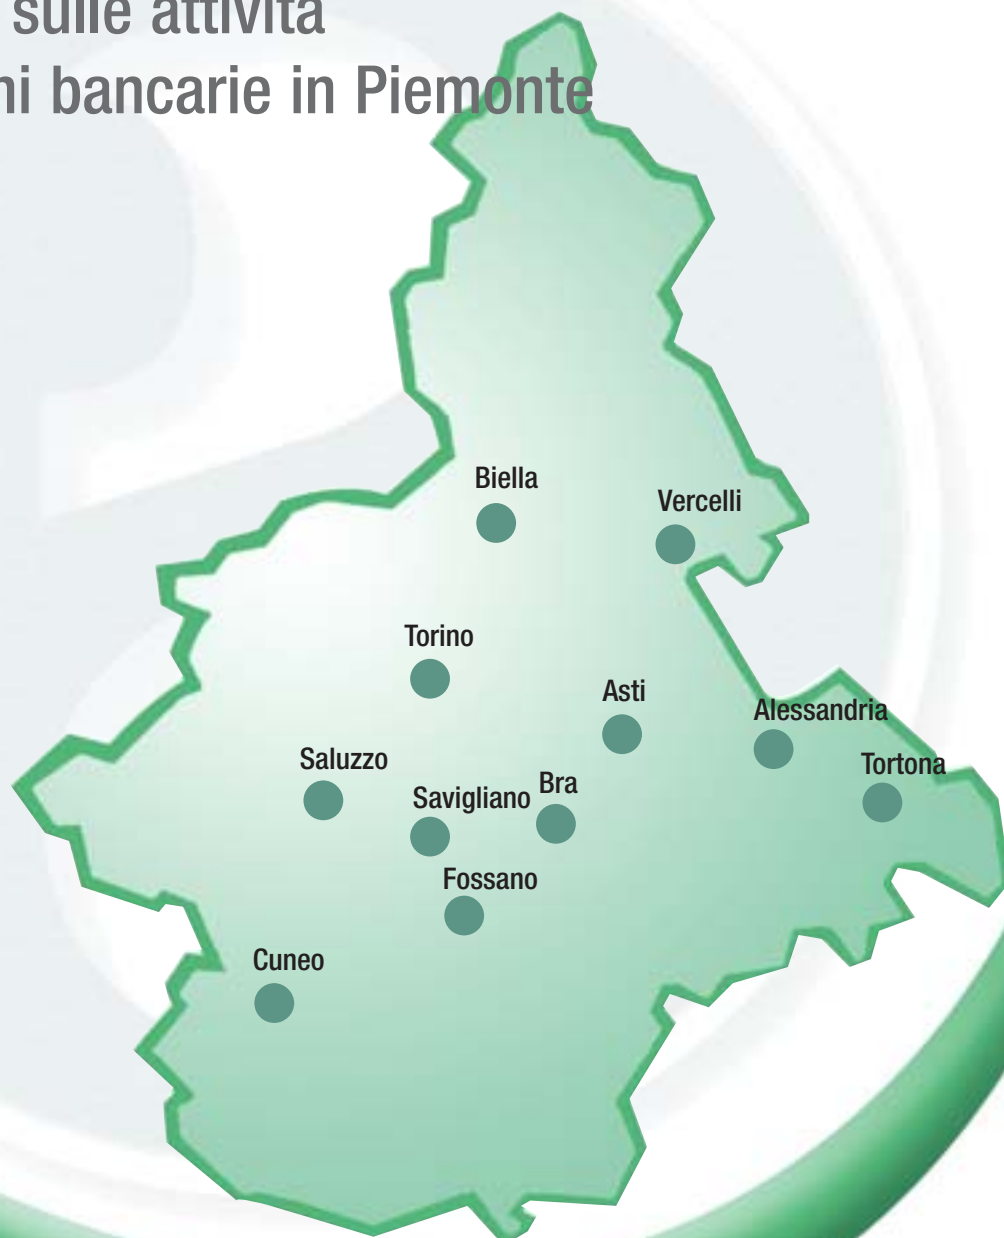 sulle attività
ni bancarie in Piemonte
Biella
Vercelli
Torino
Asti
Alessandria
Saluzzo
Tortona
Bra
Savigliano
Fossano
Cuneo